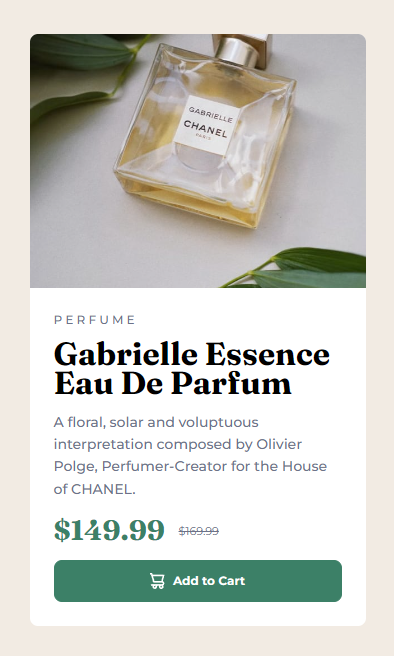 GABRIELLE
CHANEL
PARIS
PERFUME
Gabrielle Essence
Eau De Parfum
A floral, solar and voluptuous
interpretation composed by Olivier
Polge, Perfumer-Creator for the House
of CHANEL.
$149.99 $169.99
Add to Cart